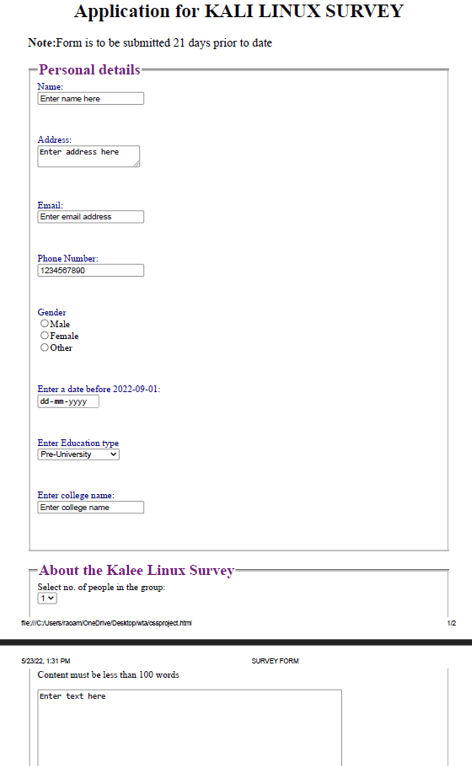 Application for KALI LINUX SURVEY
Note:Form is to be submitted 21 days prior to date
Personal details
Name:
Enter name here
Address:
Enter address here
Email:
Enter email address
Phone Number:
1234567890
Gender
Male
Female
Other
Enter a date before 2022-09-01:
dd-mm-yyyy
Enter Education type
Pre-University
Enter college name:
Enter college name
About the Kalee Linux Survey
Select no. of people in the group:
1
file:///C:/Users/raoam/OneDrive/Desktop/wta/cssproject.html 1/2
5/23/22, 1:31 PM SURVEY FORM
Content must be less than 100 words
Enter text here